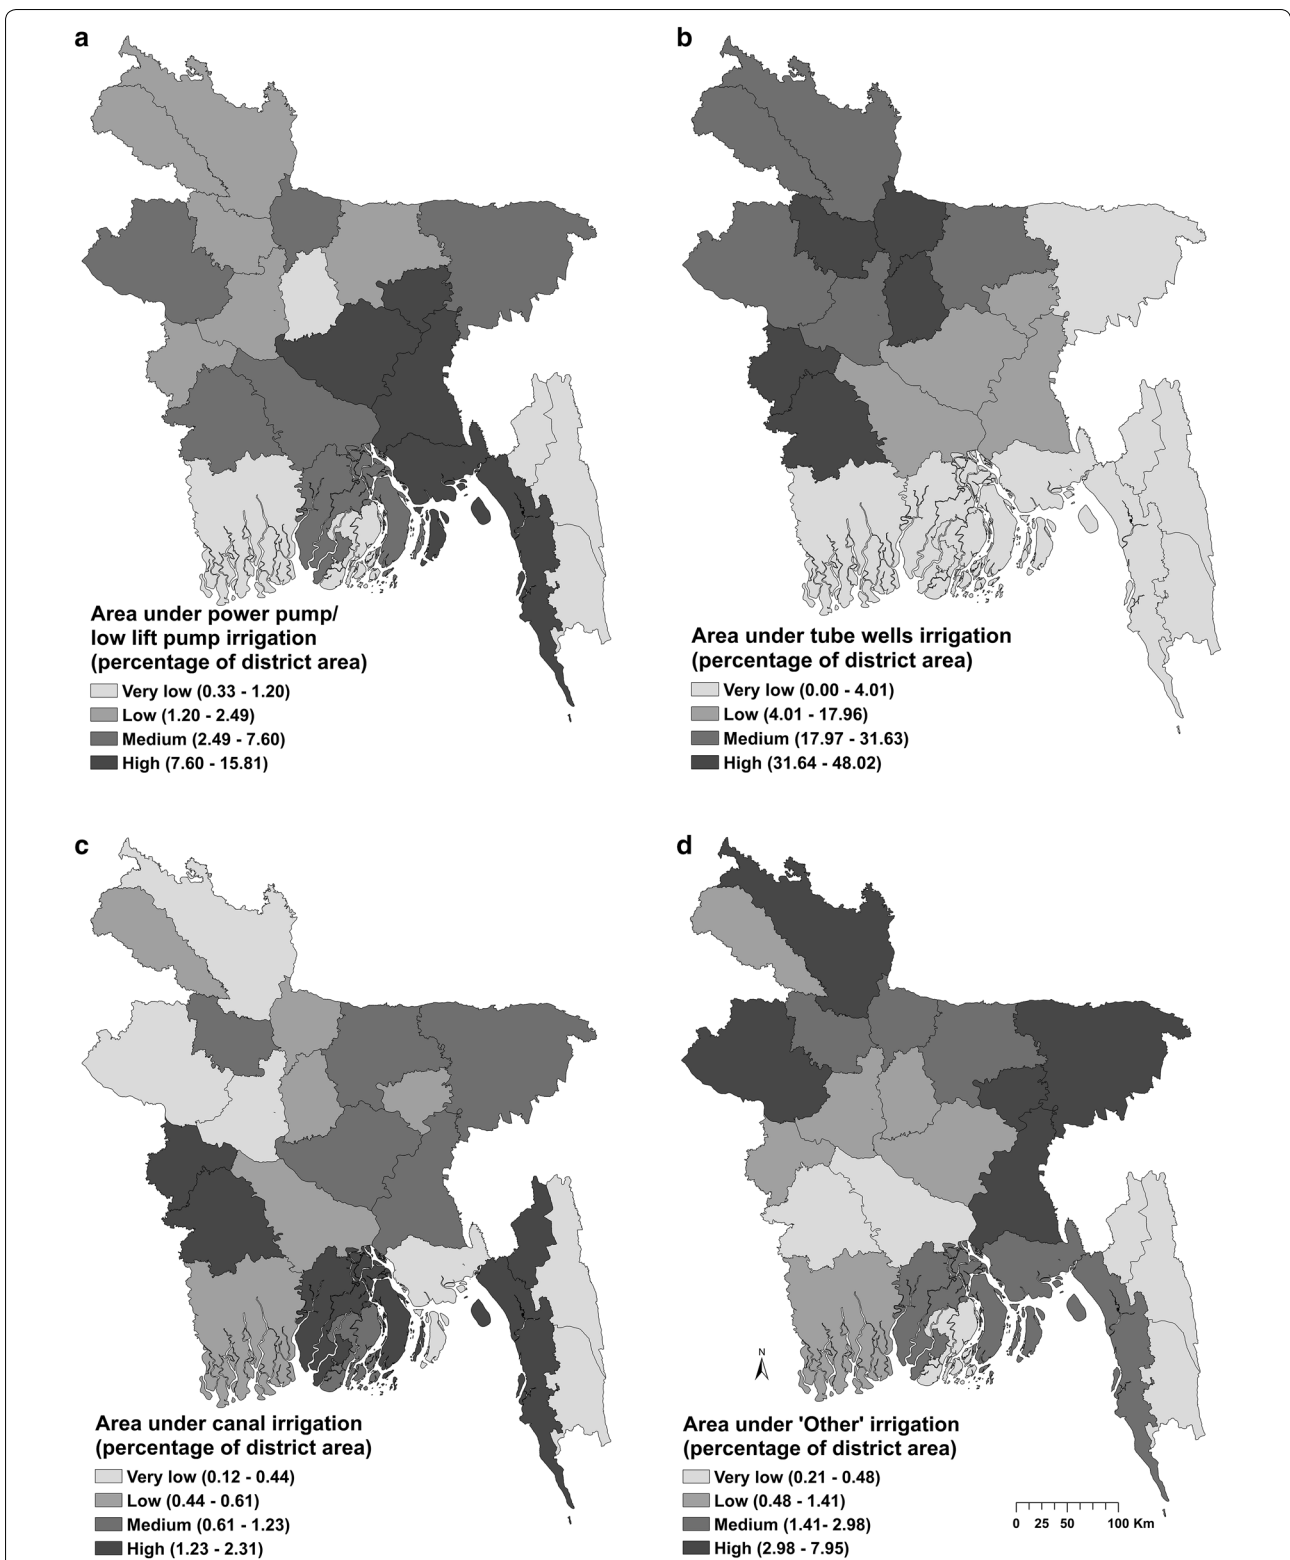 a
Area under power pump/
low lift pump irrigation
(percentage of district area)
Very low (0.33 - 1.20)
Low (1.20 - 2.49)
Medium (2.49 - 7.60)
High (7.60 - 15.81)
b
Area under tube wells irrigation
(percentage of district area)
Very low (0.00 - 4.01)
Low (4.01 - 17.96)
Medium (17.97 - 31.63)
High (31.64 - 48.02)
c
Area under canal irrigation
(percentage of district area)
Very low (0.12 - 0.44)
Low (0.44 - 0.61)
Medium (0.61 - 1.23)
High (1.23 - 2.31)
d
N
Area under 'Other' irrigation
(percentage of district area)
Very low (0.21 - 0.48)
Low (0.48 - 1.41)
Medium (1.41- 2.98)
High (2.98 - 7.95)
0 25 50 100 Km